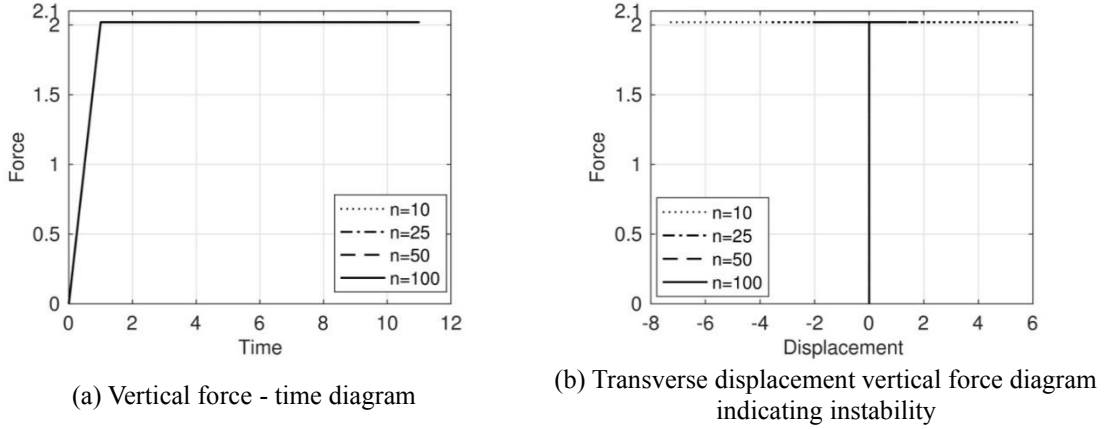 2.1
2
1.5
1
0.5
0
Force
0 2 4 6 8 10 12
Time
n=10
n=25
n=50
n=100
(a) Vertical force - time diagram
2.1
2
1.5
1
0.5
0
Force
-8 -6 -4 -2 0 2 4 6
Displacement
n=10
n=25
n=50
n=100
(b) Transverse displacement vertical force diagram
indicating instability